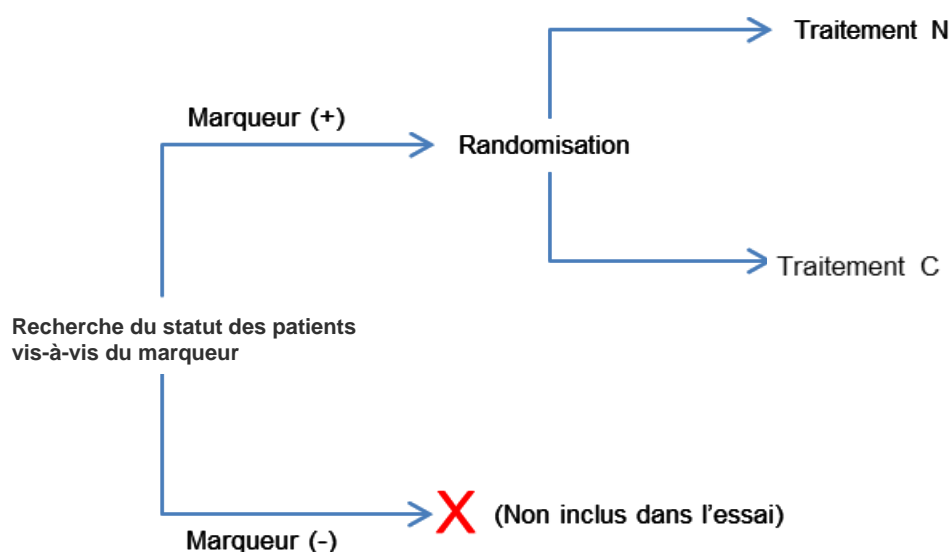 Traitement N
Marqueur (+)
Randomisation
Traitement C
Recherche du statut des patients
vis-à-vis du marqueur
X (Non inclus dans l'essai)
Marqueur (-)